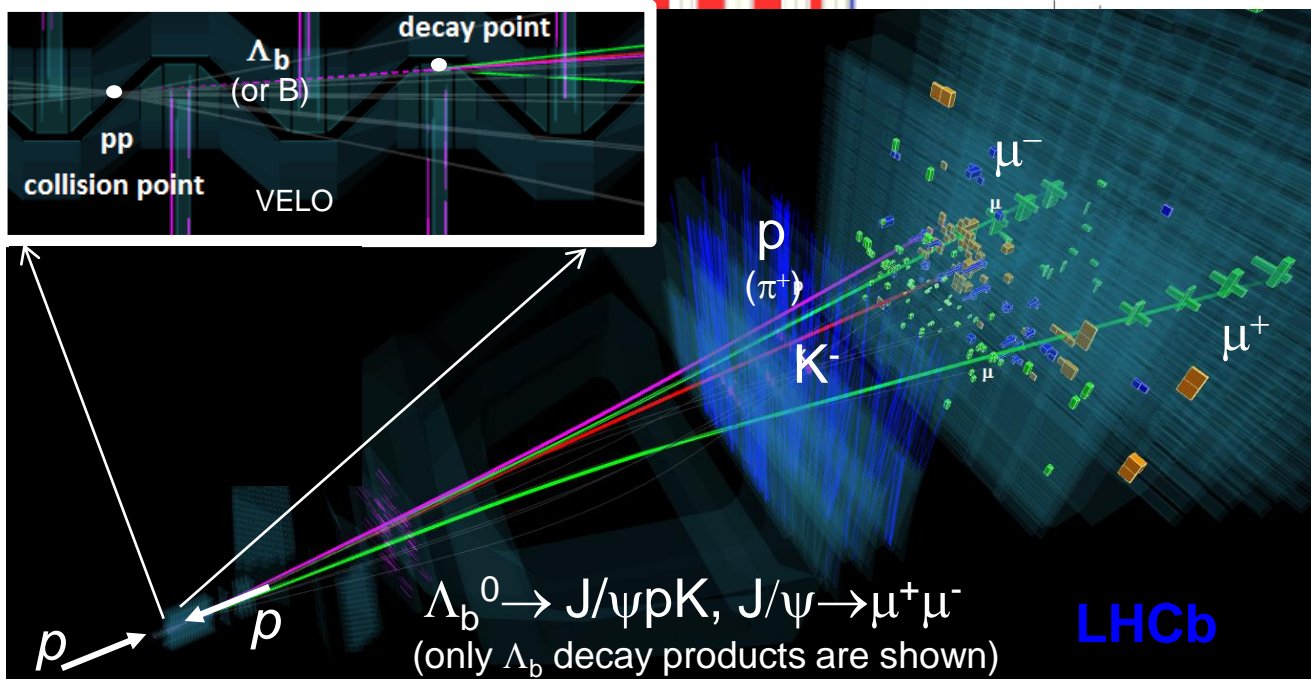 decay point
Λb
(or B)
pp
collision point
VELO
μ⁻
μ
p
(π⁺)
p
K⁻
μ⁺
μ
p
p
Λb⁰→ J/ψpK, J/ψ→μ⁺μ⁻
(only Λb decay products are shown)
LHCb